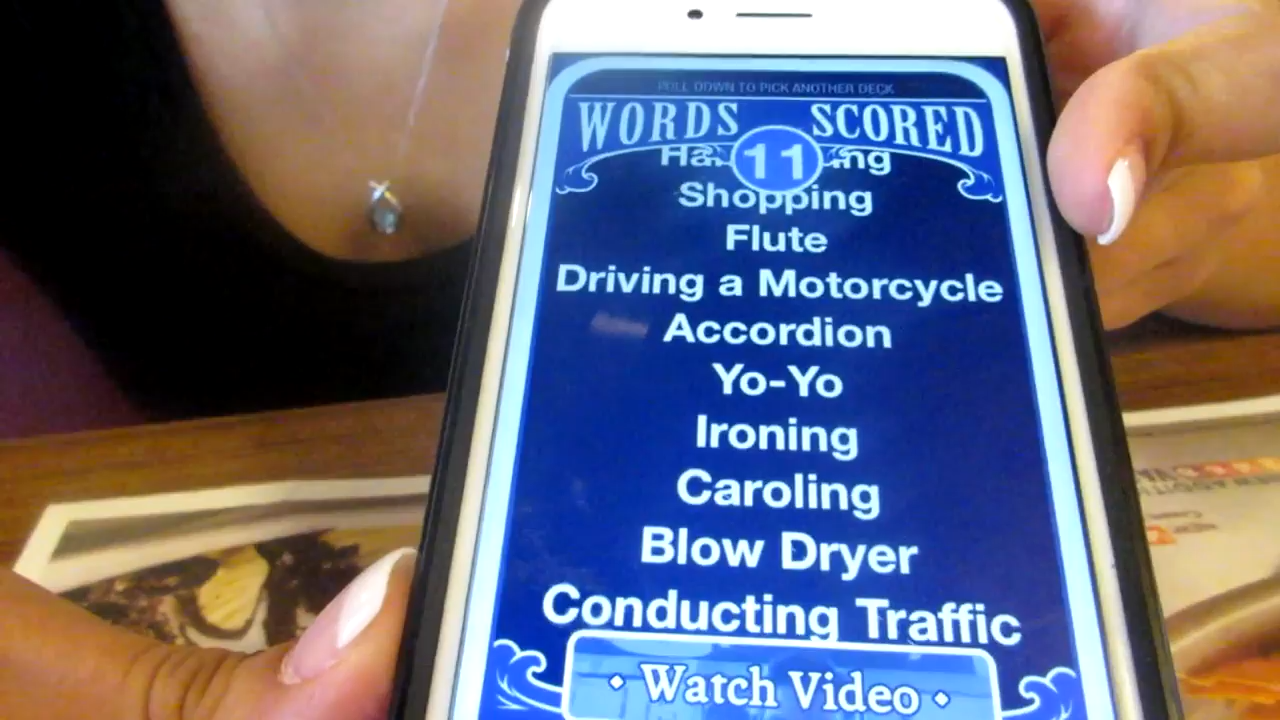 PULL DOWN TO PICK ANOTHER DECK
WORDS SCORED
11
Shopping
Flute
Driving a Motorcycle
Accordion
Yo-Yo
Ironing
Caroling
Blow Dryer
Conducting Traffic
• Watch Video •